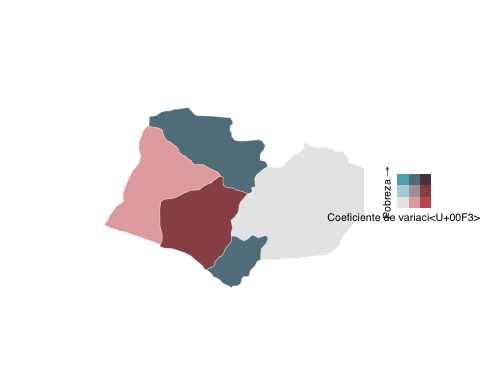 Pobreza →
Coeficiente de variaci<U+00F3>